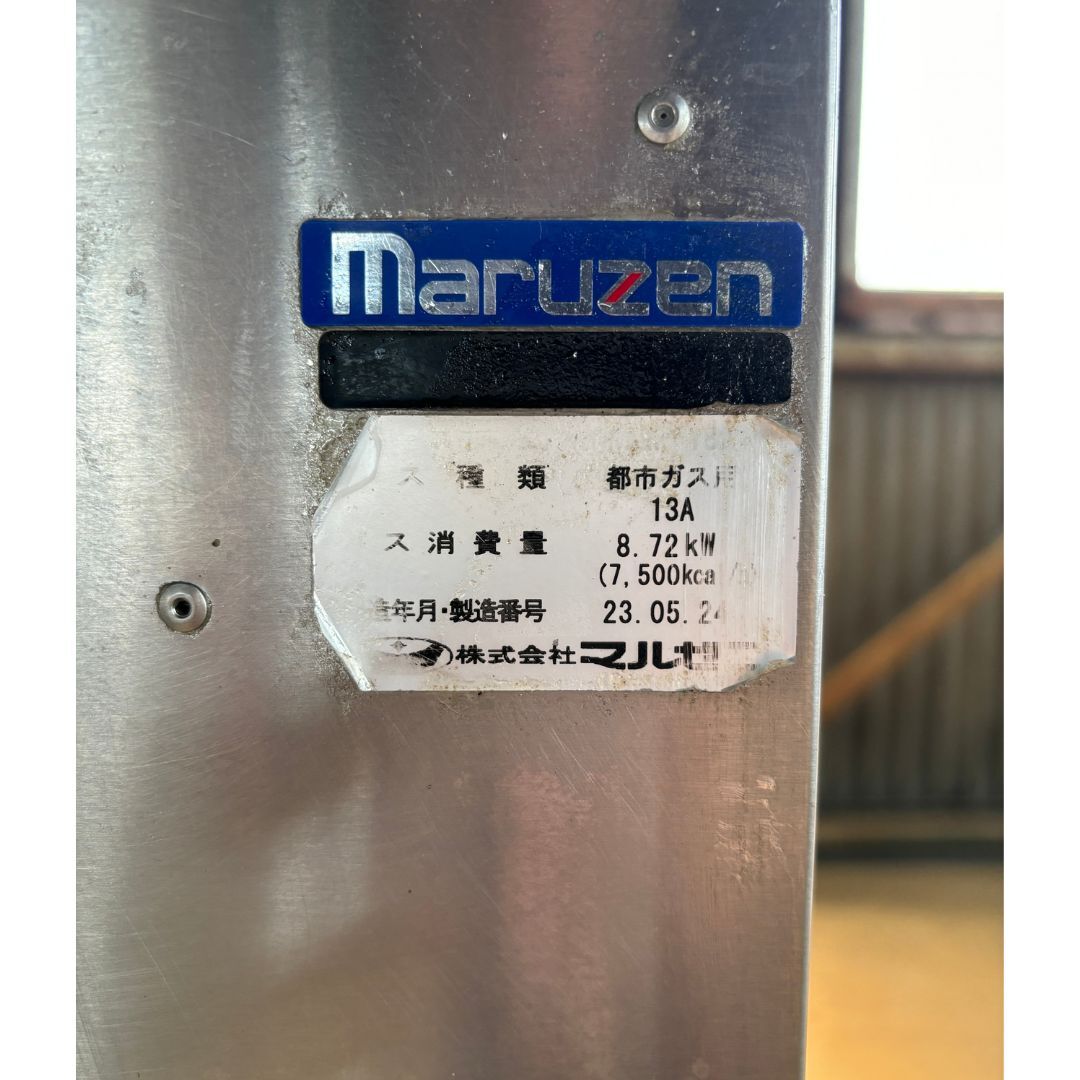 maruzen
ス種類 都市ガス用
13A
ス消費量 8.72kW
(7,500kcal/h)
造年月・製造番号 23.05.24
株式会社マルゼン